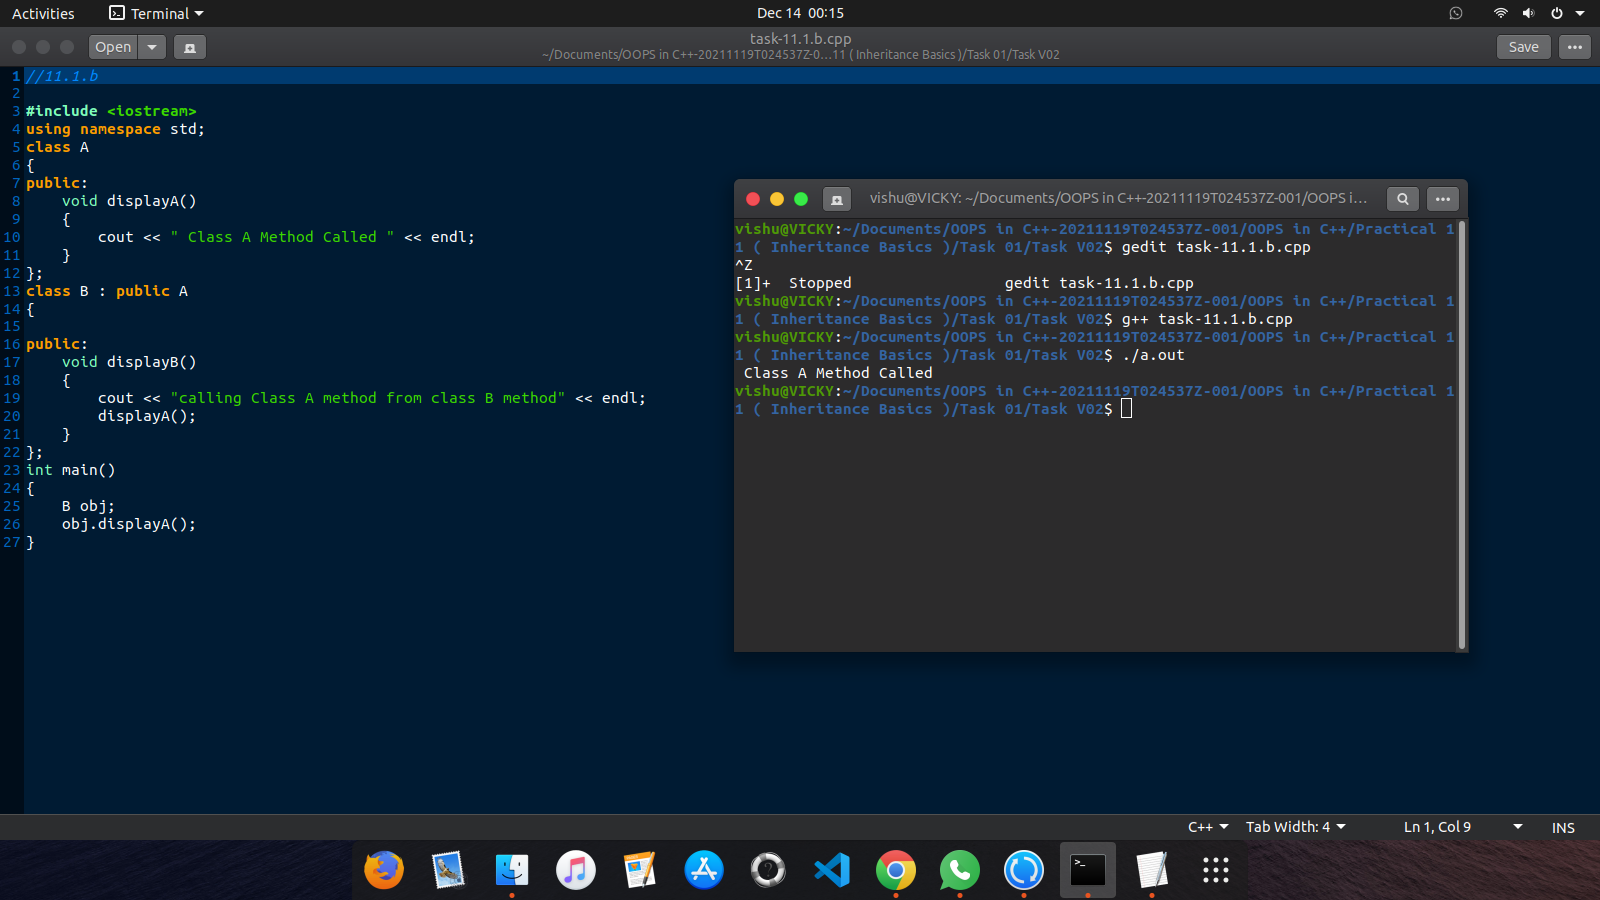 Activities Terminal Dec 14 00:15
Open task-11.1.b.cpp Save
~/Documents/OOPS in C++-20211119T024537Z-0…11 ( Inheritance Basics )/Task 01/Task V02
1 //11.1.b
2
3 #include <iostream>
4 using namespace std;
5 class A
6 {
7 public:
8     void displayA()
9     {
10         cout << " Class A Method Called " << endl;
11     }
12 };
13 class B : public A
14 {
15
16 public:
17     void displayB()
18     {
19         cout << "calling Class A method from class B method" << endl;
20         displayA();
21     }
22 };
23 int main()
24 {
25     B obj;
26     obj.displayA();
27 }
vishu@VICKY: ~/Documents/OOPS in C++-20211119T024537Z-001/OOPS i…
vishu@VICKY:~/Documents/OOPS in C++-20211119T024537Z-001/OOPS in C++/Practical 1
1 ( Inheritance Basics )/Task 01/Task V02$ gedit task-11.1.b.cpp
^Z
[1]+  Stopped                 gedit task-11.1.b.cpp
vishu@VICKY:~/Documents/OOPS in C++-20211119T024537Z-001/OOPS in C++/Practical 1
1 ( Inheritance Basics )/Task 01/Task V02$ g++ task-11.1.b.cpp
vishu@VICKY:~/Documents/OOPS in C++-20211119T024537Z-001/OOPS in C++/Practical 1
1 ( Inheritance Basics )/Task 01/Task V02$ ./a.out
 Class A Method Called
vishu@VICKY:~/Documents/OOPS in C++-20211119T024537Z-001/OOPS in C++/Practical 1
1 ( Inheritance Basics )/Task 01/Task V02$
C++ Tab Width: 4 Ln 1, Col 9 INS